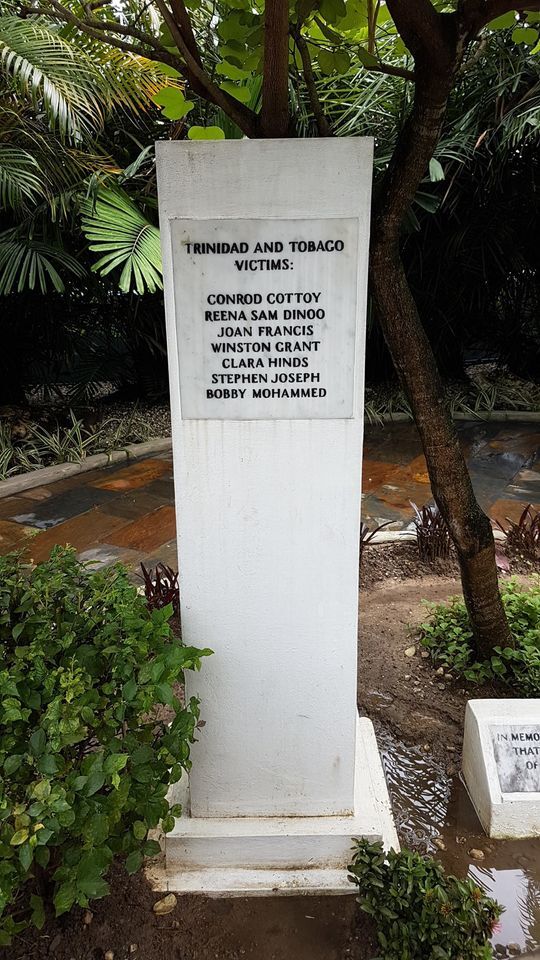 TRINIDAD AND TOBAGO
VICTIMS:
CONROD COTTOY
REENA SAM DINOO
JOAN FRANCIS
WINSTON GRANT
CLARA HINDS
STEPHEN JOSEPH
BOBBY MOHAMMED
IN MEMO
THAT
OF